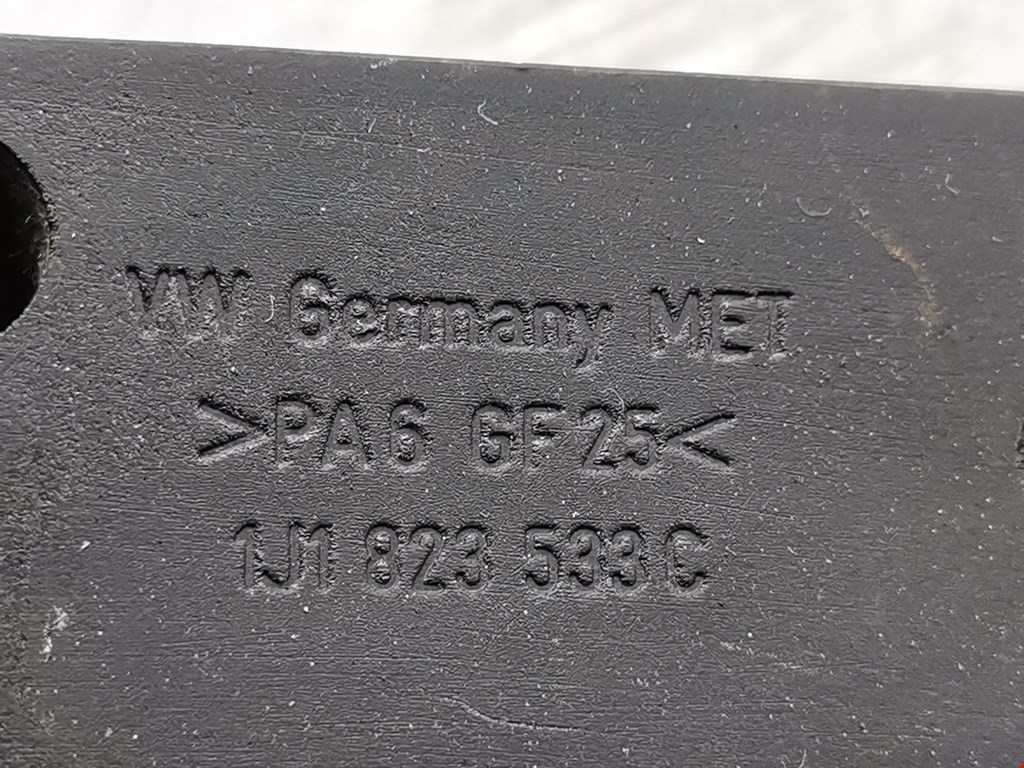 VW Germany MET
>PA6 GF25<
1J1 823 533 C